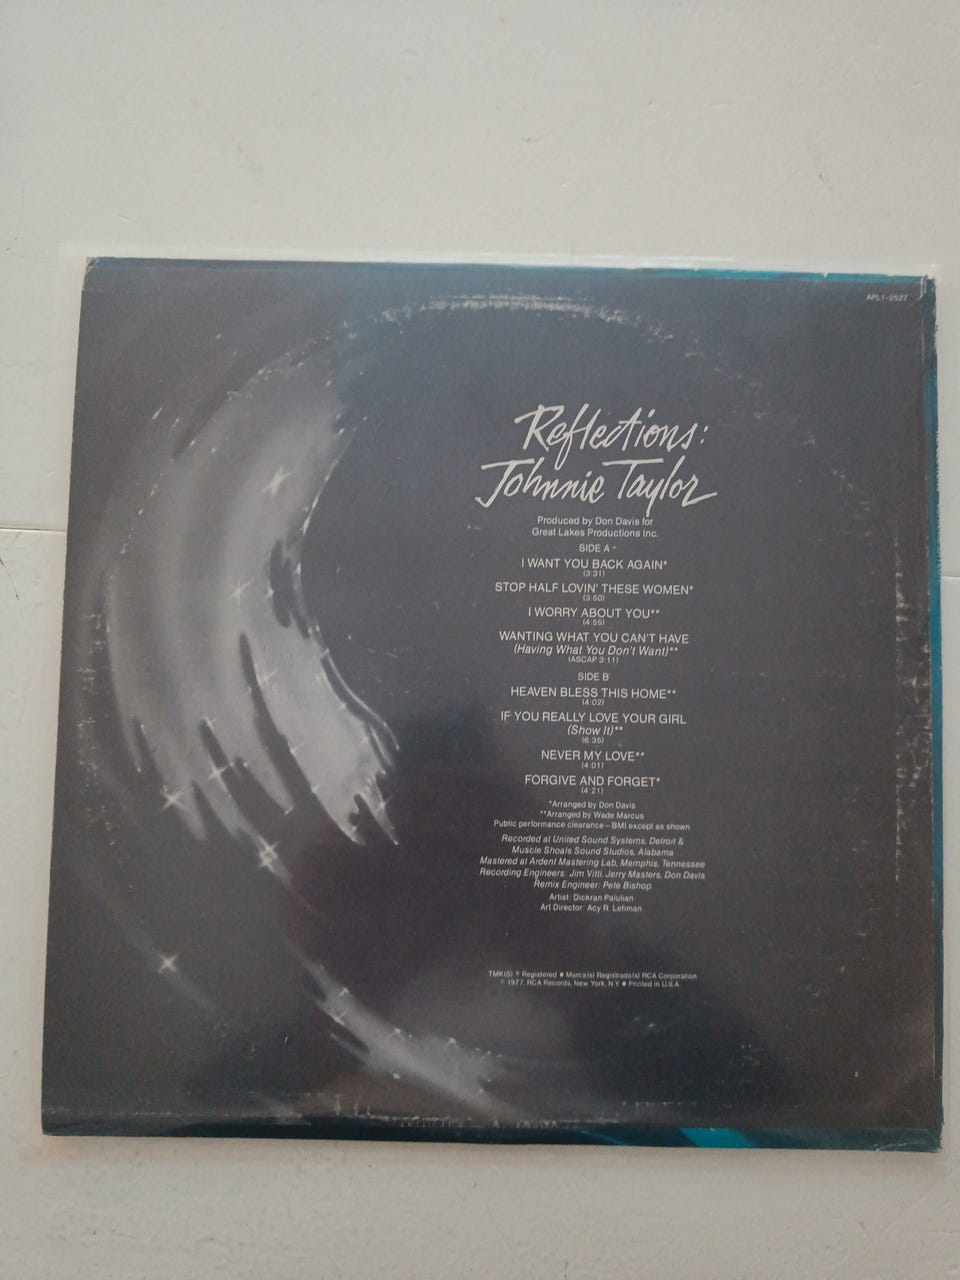 APL1-2527
Reflections:
Johnnie Taylor
Produced by Don Davis for
Great Lakes Productions Inc.
SIDE A
I WANT YOU BACK AGAIN*
(3:31)
STOP HALF LOVIN' THESE WOMEN*
(3:50)
I WORRY ABOUT YOU**
(4:55)
WANTING WHAT YOU CAN'T HAVE
(Having What You Don't Want)**
(ASCAP 3:11)
SIDE B
HEAVEN BLESS THIS HOME**
(4:02)
IF YOU REALLY LOVE YOUR GIRL
(Show It)**
(6:35)
NEVER MY LOVE**
(4:01)
FORGIVE AND FORGET*
(4:21)
*Arranged by Don Davis
**Arranged by Wade Marcus
Public performance clearance—BMI except as shown
Recorded at United Sound Systems, Detroit &
Muscle Shoals Sound Studios, Alabama
Mastered at Ardent Mastering Lab, Memphis, Tennessee
Recording Engineers: Jim Vitti, Jerry Masters, Don Davis
Remix Engineer: Pete Bishop
Artist: Dickran Palulian
Art Director: Acy R. Lehman
TMK(S) ® Registered ● Marca(s) Registrada(s) RCA Corporation
© 1977, RCA Records, New York, N.Y. ● Printed in U.S.A.